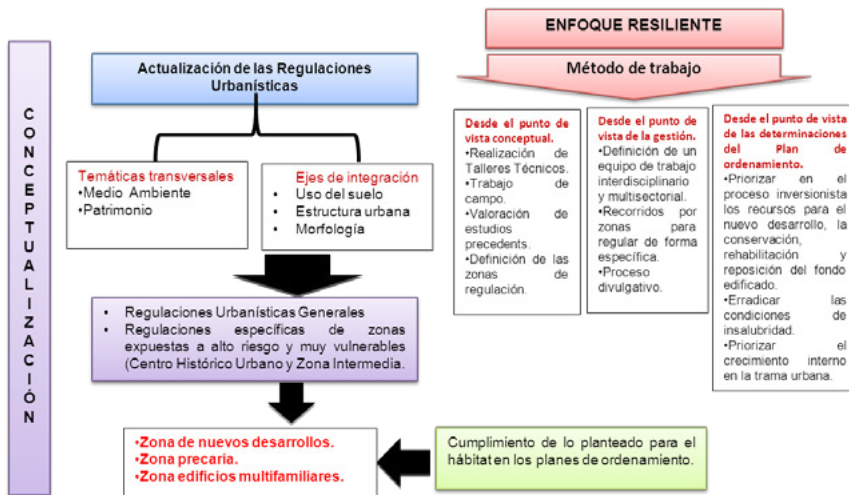 CONCEPTUALIZACIÓN
Actualización de las Regulaciones
Urbanísticas
Temáticas transversales
•Medio Ambiente
•Patrimonio
Ejes de integración
• Uso del suelo
• Estructura urbana
• Morfología
• Regulaciones Urbanísticas Generales
• Regulaciones específicas de zonas
expuestas a alto riesgo y muy vulnerables
(Centro Histórico Urbano y Zona Intermedia.
•Zona de nuevos desarrollos.
•Zona precaria.
•Zona edificios multifamiliares.
ENFOQUE RESILIENTE
Método de trabajo
Desde el punto de
vista conceptual.
•Realización de
Talleres Técnicos.
•Trabajo de
campo.
•Valoración de
estudios
precedents.
•Definición de las
zonas de
regulación.
Desde el punto de
vista de la gestión.
•Definición de un
equipo de trabajo
interdisciplinario
y multisectorial.
•Recorridos por
zonas para
regular de forma
específica.
•Proceso
divulgativo.
Desde el punto de vista
de las determinaciones
del Plan de
ordenamiento.
•Priorizar en el
proceso inversionista
los recursos para el
nuevo desarrollo, la
conservación,
rehabilitación y
reposición del fondo
edificado.
•Erradicar las
condiciones de
insalubridad.
•Priorizar el
crecimiento interno
en la trama urbana.
Cumplimiento de lo planteado para el
hábitat en los planes de ordenamiento.